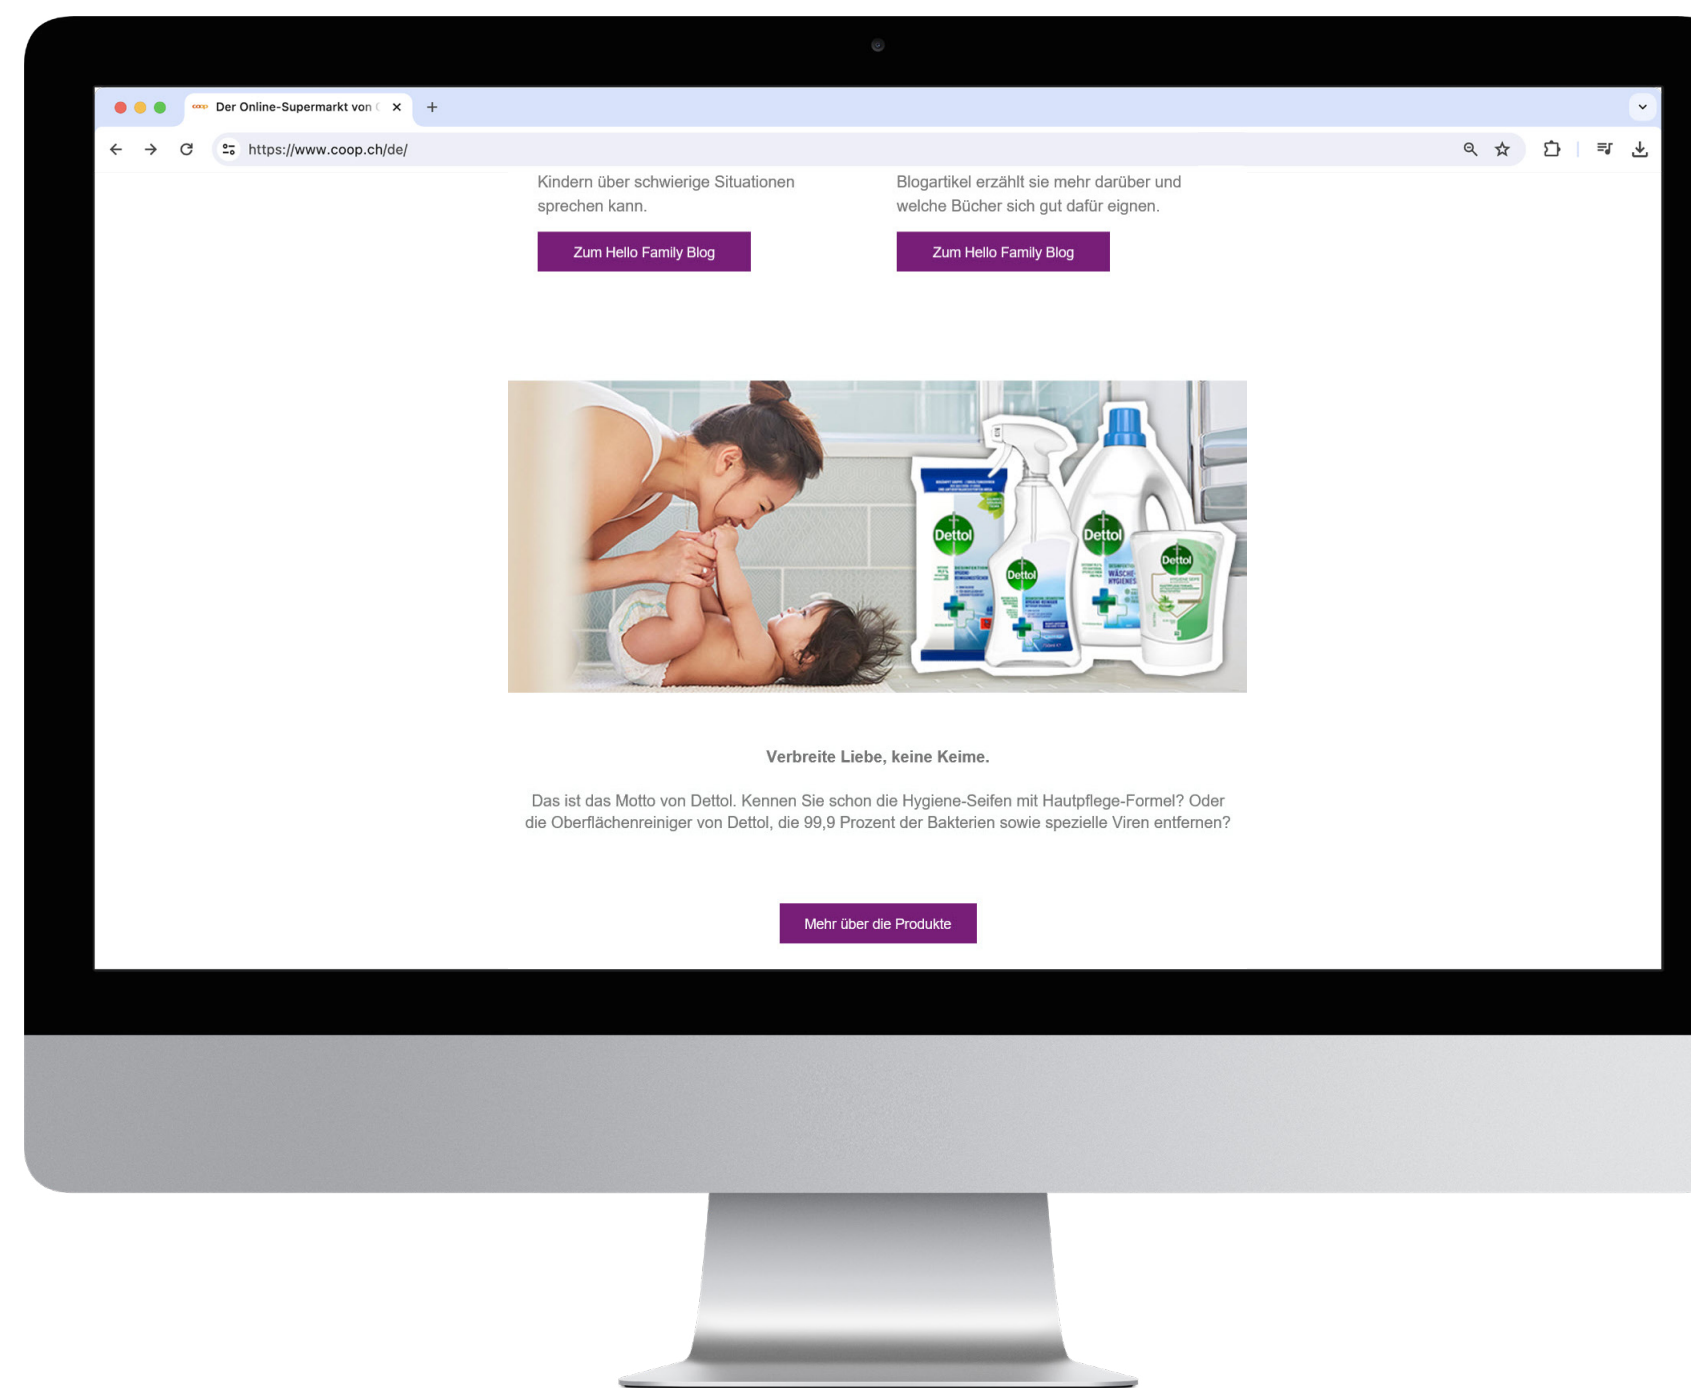 coop Der Online-Supermarkt von
https://www.coop.ch/de/
Kindern über schwierige Situationen
sprechen kann.
Zum Hello Family Blog
Blogartikel erzählt sie mehr darüber und
welche Bücher sich gut dafür eignen.
Zum Hello Family Blog
Dettol
Dettol
Dettol
WÄSCHE-
Dettol
Verbreite Liebe, keine Keime.
Das ist das Motto von Dettol. Kennen Sie schon die Hygiene-Seifen mit Hautpflege-Formel? Oder
die Oberflächenreiniger von Dettol, die 99,9 Prozent der Bakterien sowie spezielle Viren entfernen?
Mehr über die Produkte